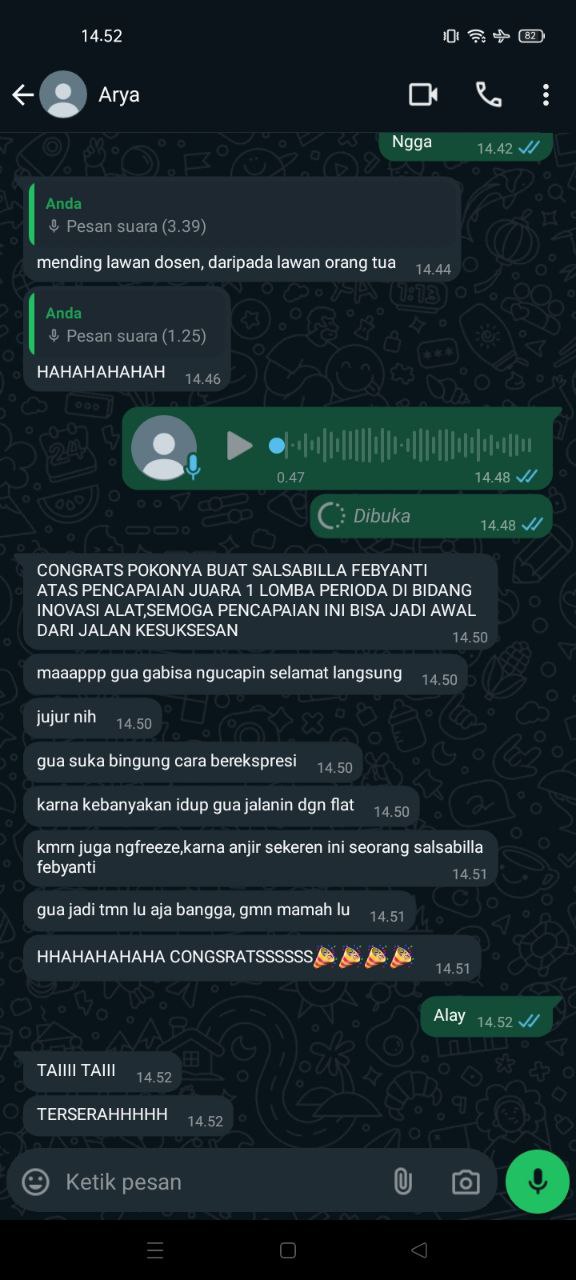 14.52
82
Arya
Ngga 14.42
Anda
Pesan suara (3.39)
mending lawan dosen, daripada lawan orang tua 14.44
Anda
Pesan suara (1.25)
HAHAHAHAHAH 14.46
0.47 14.48
Dibuka 14.48
CONGRATS POKONYA BUAT SALSABILLA FEBYANTI
ATAS PENCAPAIAN JUARA 1 LOMBA PERIODA DI BIDANG
INOVASI ALAT,SEMOGA PENCAPAIAN INI BISA JADI AWAL
DARI JALAN KESUKSESAN 14.50
maaappp gua gabisa ngucapin selamat langsung 14.50
jujur nih 14.50
gua suka bingung cara berekspresi 14.50
karna kebanyakan idup gua jalanin dgn flat 14.50
kmrn juga ngfreeze,karna anjir sekeren ini seorang salsabilla
febyanti 14.51
gua jadi tmn lu aja bangga, gmn mamah lu 14.51
HHAHAHAHAHA CONGSRATSSSSSS🎉🎉🎉🎉 14.51
Alay 14.52
TAIIII TAIII 14.52
TERSERAHHHHH 14.52
Ketik pesan